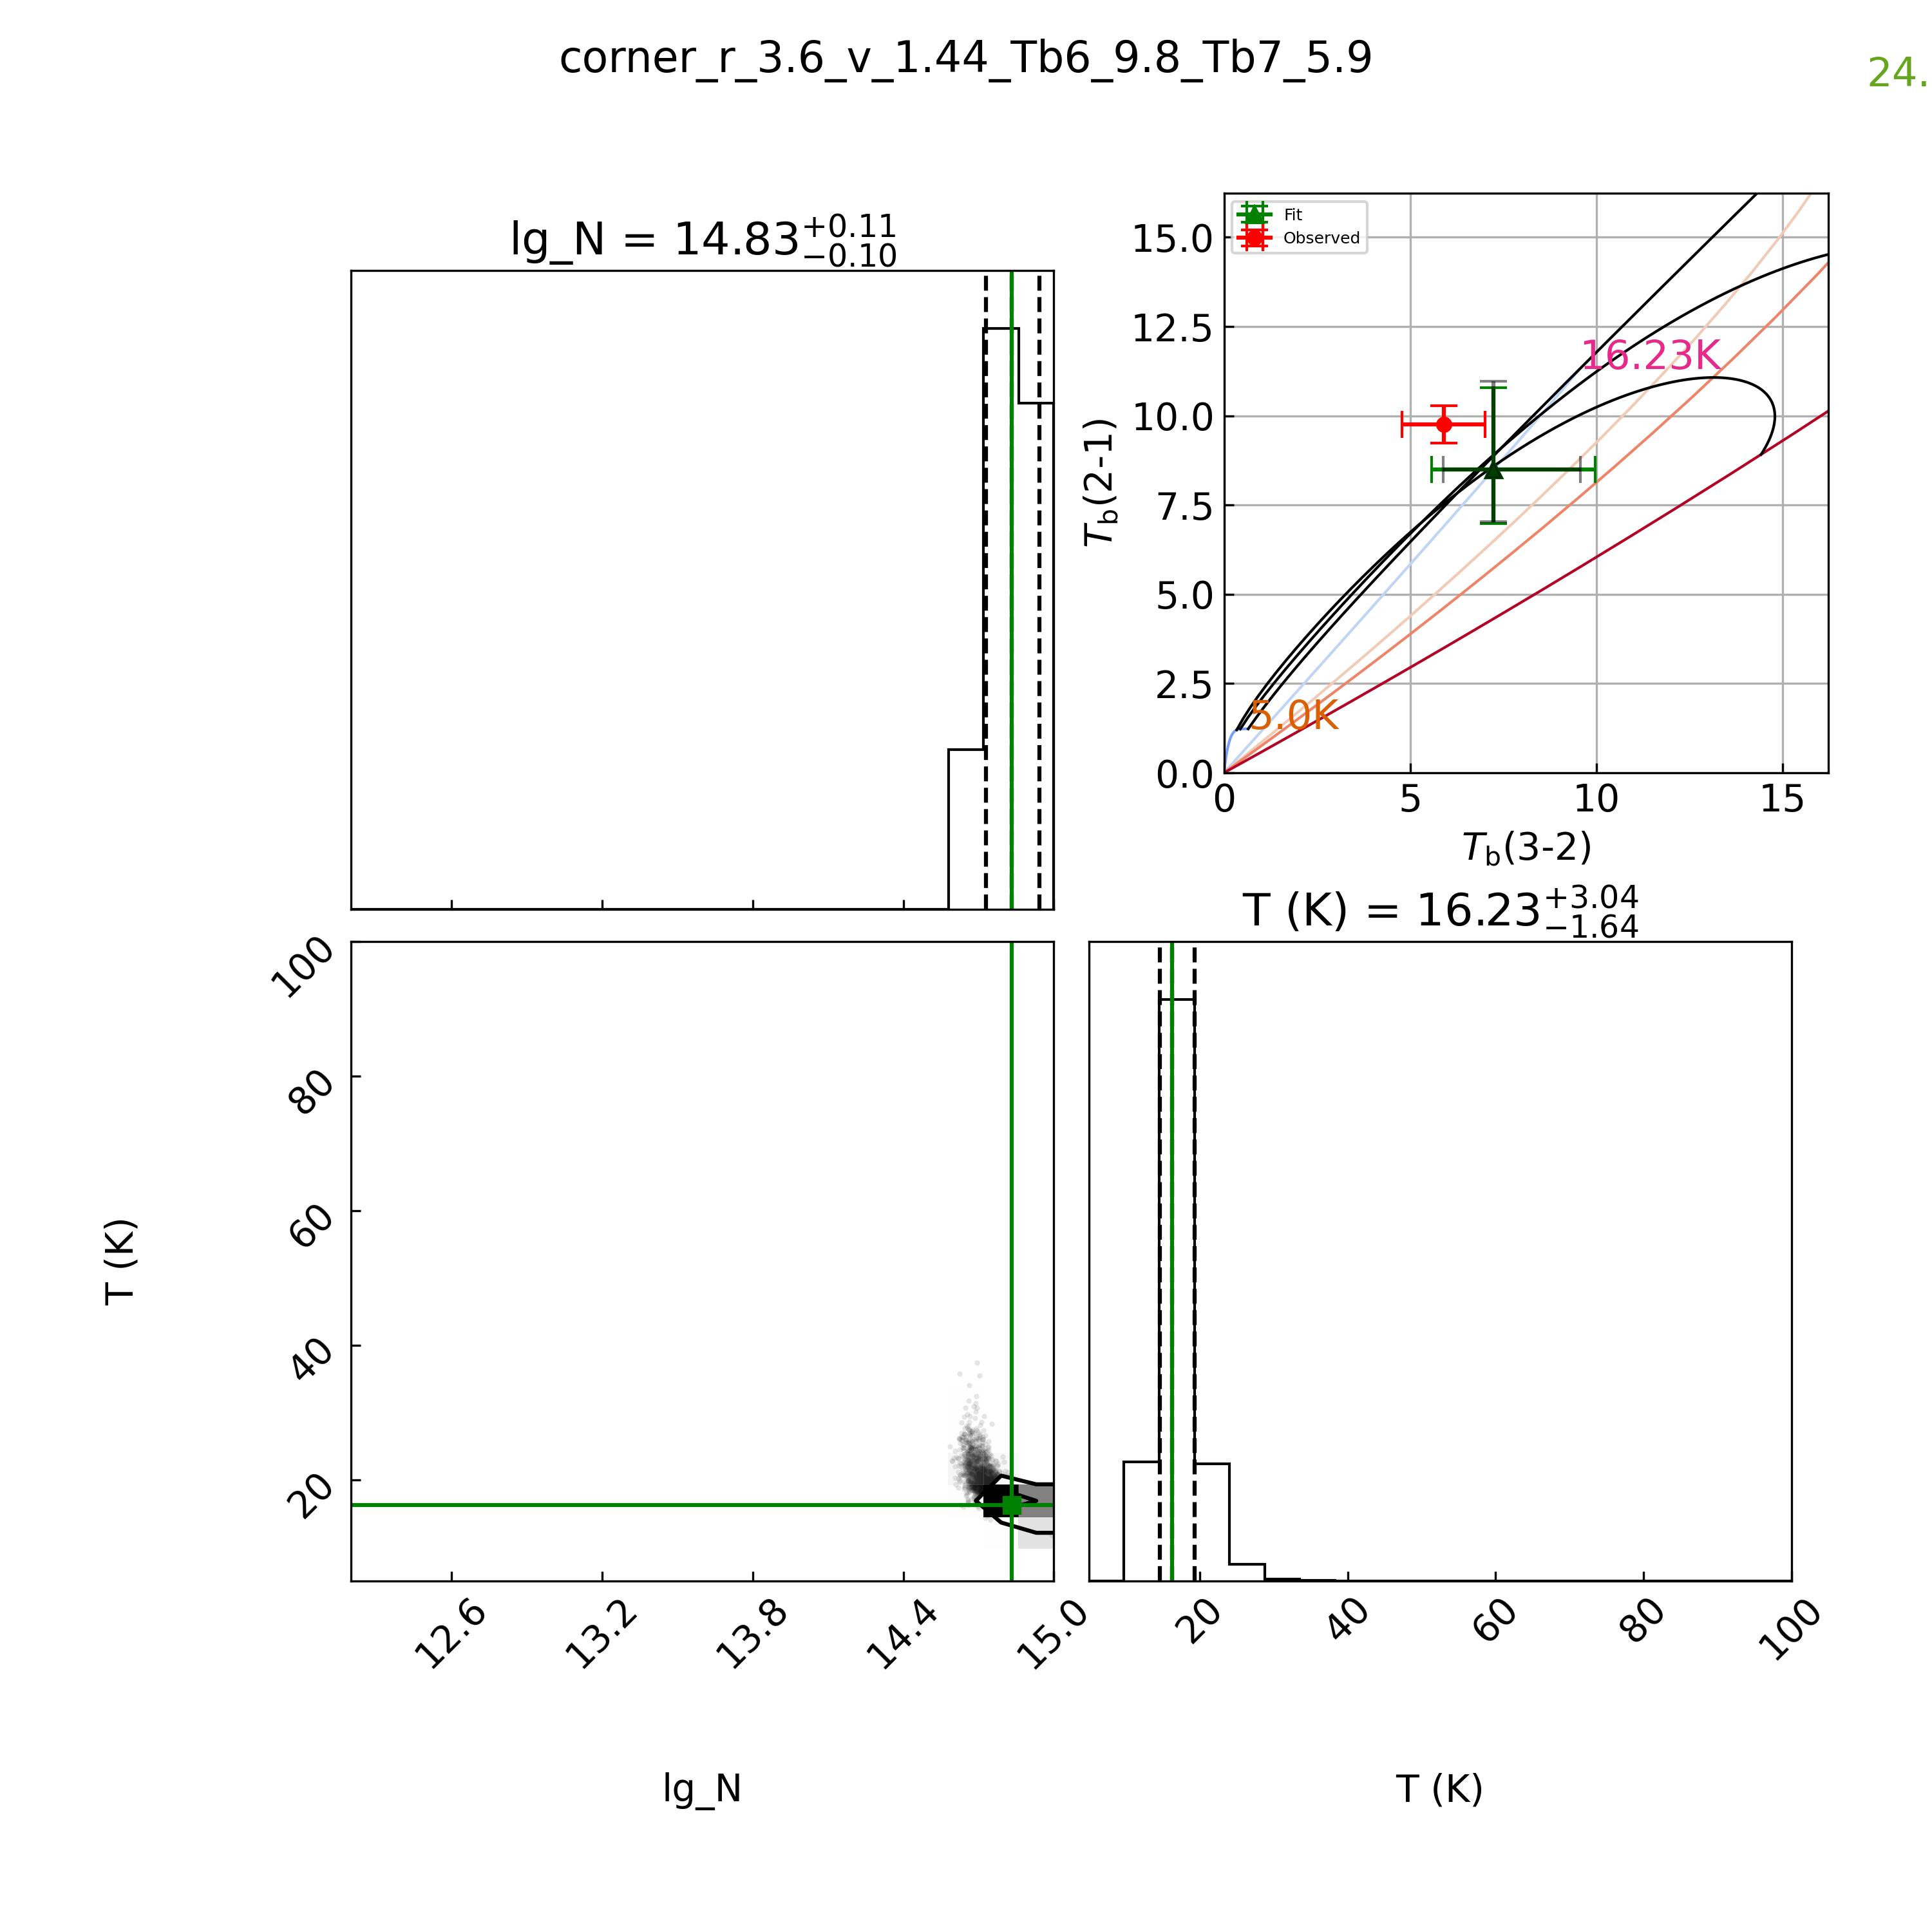 corner_r_3.6_v_1.44_Tb6_9.8_Tb7_5.9
24.
lg_N = 14.83+0.11−0.10
Fit
Observed
15.0
12.5
10.0
7.5
5.0
2.5
0.0
Tb(2-1)
16.23K
5.0K
0
5
10
15
Tb(3-2)
T (K) = 16.23+3.04−1.64
100
80
60
40
20
T (K)
12.6
13.2
13.8
14.4
15.0
lg_N
20
40
60
80
100
T (K)